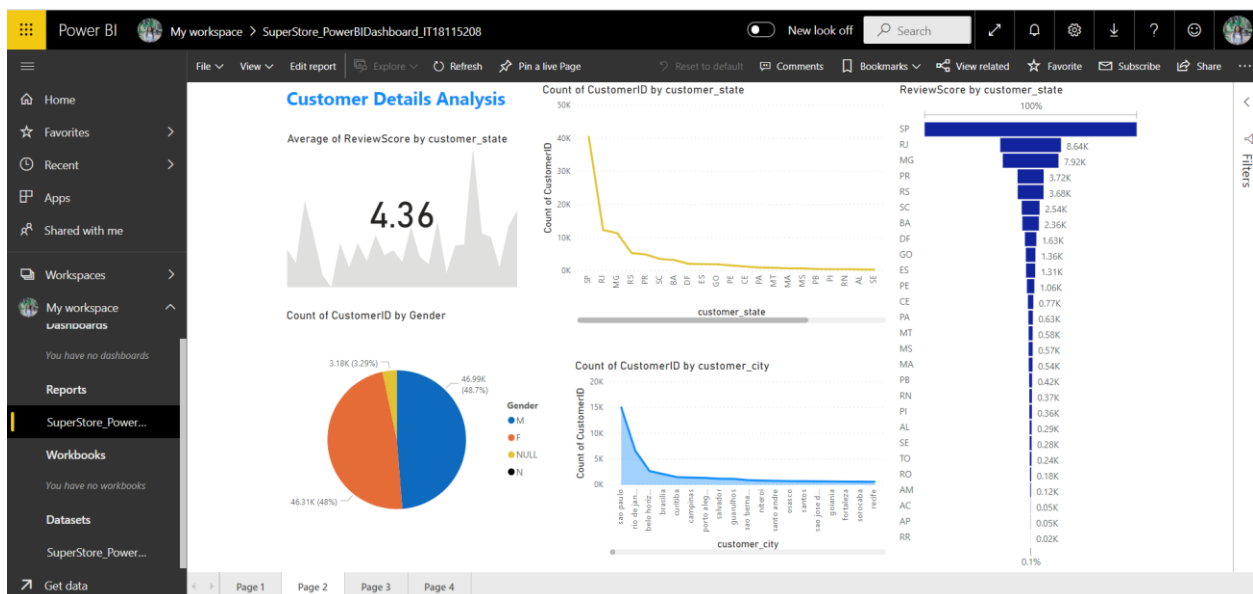 Power BI
My workspace > SuperStore_PowerBIDashboard_IT18115208
New look off
Search
File
View
Edit report
Explore
Refresh
Pin a live Page
Reset to default
Comments
Bookmarks
View related
Favorite
Subscribe
Share
Home
Favorites
Recent
Apps
Shared with me
Workspaces
My workspace
Dashboards
You have no dashboards
Reports
SuperStore_Power...
Workbooks
You have no workbooks
Datasets
SuperStore_Power...
Get data
Customer Details Analysis
Average of ReviewScore by customer_state
4.36
Count of CustomerID by Gender
3.18K (3.29%)
46.99K
(48.7%)
46.31K (48%)
Gender
M
F
NULL
N
Count of CustomerID by customer_state
Count of CustomerID
50K
40K
30K
20K
10K
0K
SP
RJ
MG
RS
PR
SC
BA
DF
ES
GO
PE
CE
PA
MT
MA
MS
PB
PI
RN
AL
SE
customer_state
Count of CustomerID by customer_city
Count of CustomerID
20K
15K
10K
5K
0K
sao paulo
rio de jan...
belo horiz...
brasilia
curitiba
campinas
porto aleg...
salvador
guarulhos
sao berna...
niteroi
santo andre
osasco
santos
sao jose d...
goiania
fortaleza
sorocaba
recife
customer_city
ReviewScore by customer_state
100%
SP
RJ 8.64K
MG 7.92K
PR 3.72K
RS 3.68K
SC 2.54K
BA 2.36K
DF 1.63K
GO 1.36K
ES 1.31K
PE 1.06K
CE 0.77K
PA 0.63K
MT 0.58K
MS 0.57K
MA 0.54K
PB 0.42K
RN 0.37K
PI 0.36K
AL 0.29K
SE 0.28K
TO 0.24K
RO 0.18K
AM 0.12K
AC 0.05K
AP 0.05K
RR 0.02K
0.1%
Filters
Page 1
Page 2
Page 3
Page 4